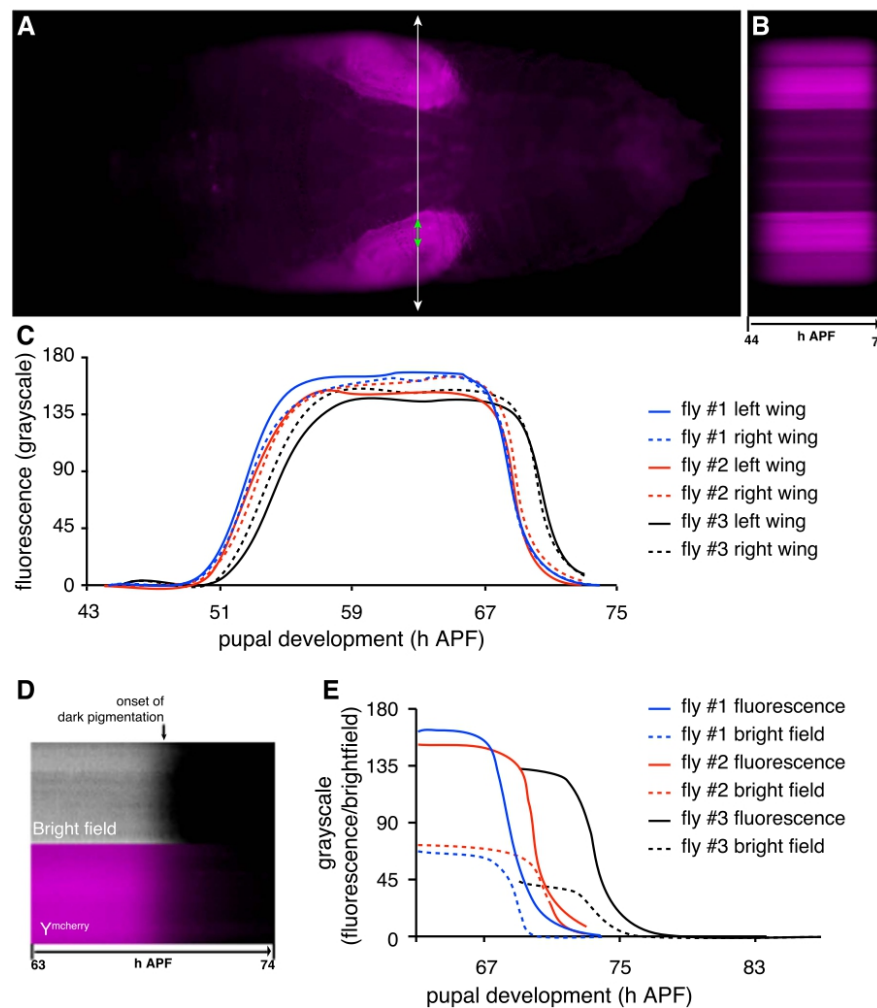 A
B
44
h APF
7
C
fluorescence (grayscale)
180
135
90
45
0
43
51
59
67
75
pupal development (h APF)
fly #1 left wing
fly #1 right wing
fly #2 left wing
fly #2 right wing
fly #3 left wing
fly #3 right wing
D
onset of
dark pigmentation
Bright field
Ymcherry
63
h APF
74
E
grayscale
(fluorescence/brightfield)
180
135
90
45
0
67
75
83
pupal development (h APF)
fly #1 fluorescence
fly #1 bright field
fly #2 fluorescence
fly #2 bright field
fly #3 fluorescence
fly #3 bright field